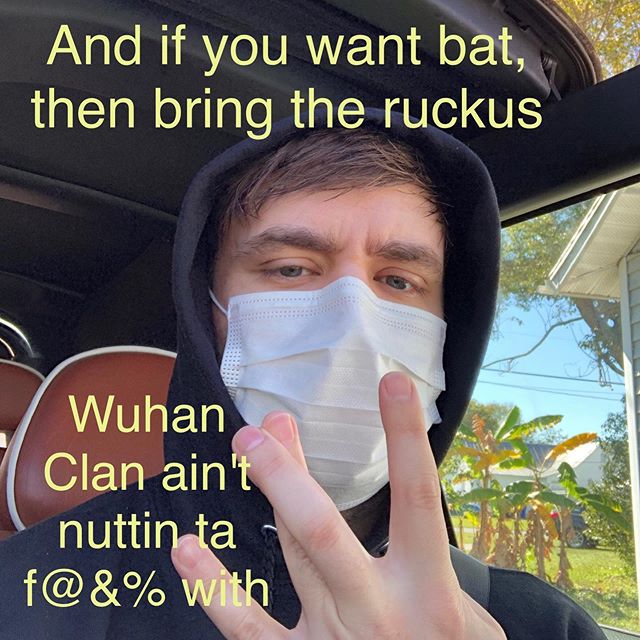 And if you want bat,
then bring the ruckus
Wuhan
Clan ain't
nuttin ta
f@&% with